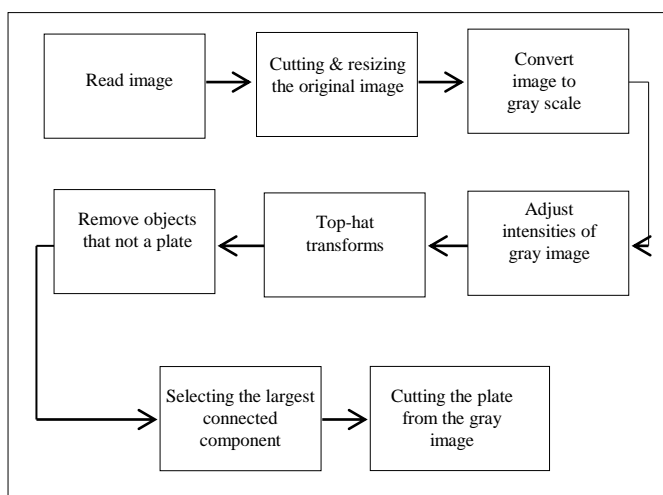 Read image
Cutting & resizing
the original image
Convert
image to
gray scale
Adjust
intensities of
gray image
Top-hat
transforms
Remove objects
that not a plate
Selecting the largest
connected
component
Cutting the plate
from the gray
image